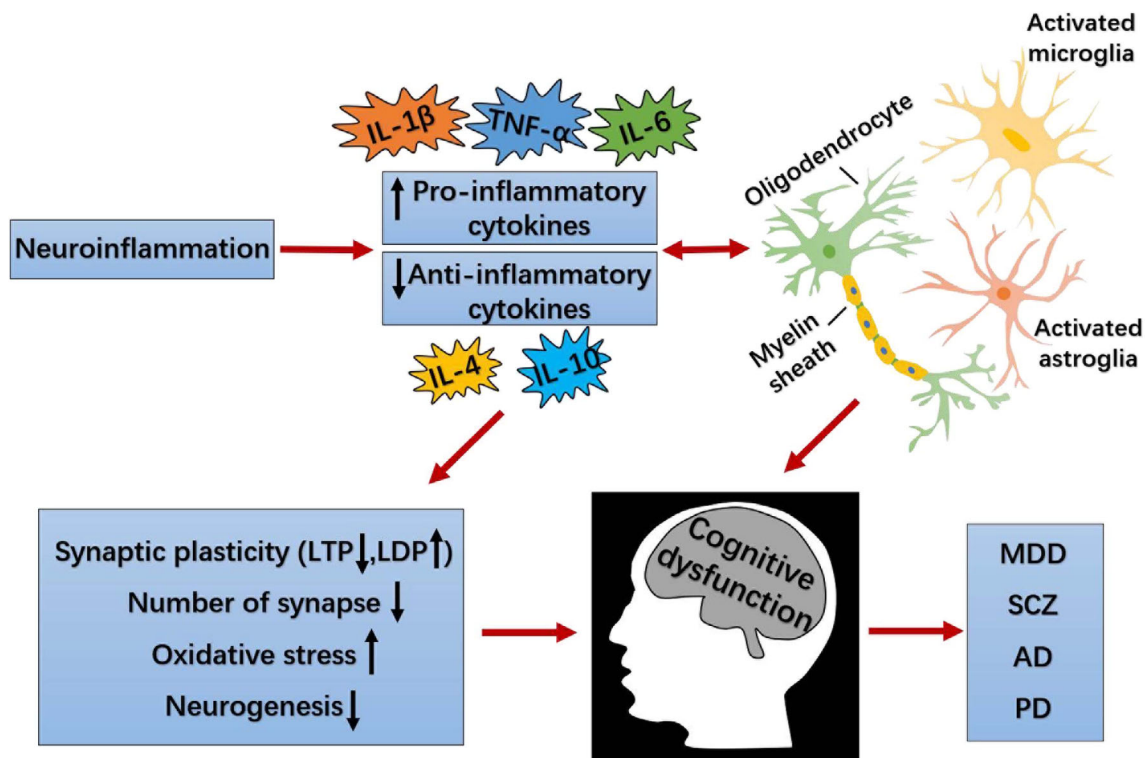 Activated
microglia
IL-1β
TNF-α
IL-6
Oligodendrocyte
Pro-inflammatory
cytokines
Neuroinflammation
Anti-inflammatory
cytokines
Myelin
sheath
Activated
astroglia
IL-4
IL-10
Synaptic plasticity (LTP↓,LDP↑)
Number of synapse ↓
Oxidative stress ↑
Neurogenesis↓
Cognitive
dysfunction
MDD
SCZ
AD
PD